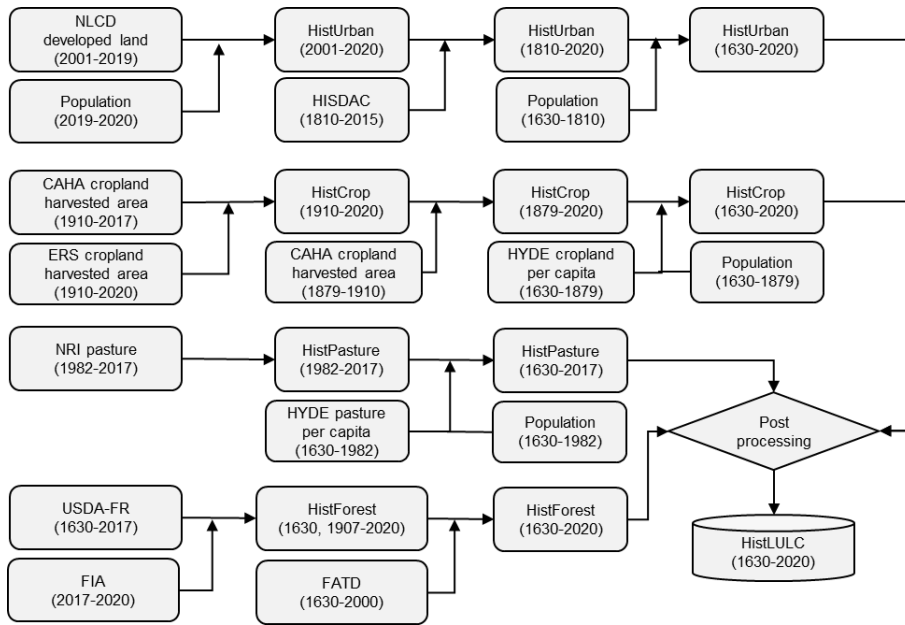 NLCD
developed land
(2001-2019)
HistUrban
(2001-2020)
HistUrban
(1810-2020)
HistUrban
(1630-2020)
Population
(2019-2020)
HISDAC
(1810-2015)
Population
(1630-1810)
CAHA cropland
harvested area
(1910-2017)
HistCrop
(1910-2020)
HistCrop
(1879-2020)
HistCrop
(1630-2020)
ERS cropland
harvested area
(1910-2020)
CAHA cropland
harvested area
(1879-1910)
HYDE cropland
per capita
(1630-1879)
Population
(1630-1879)
NRI pasture
(1982-2017)
HistPasture
(1982-2017)
HistPasture
(1630-2017)
HYDE pasture
per capita
(1630-1982)
Population
(1630-1982)
Post
processing
USDA-FR
(1630-2017)
HistForest
(1630, 1907-2020)
HistForest
(1630-2020)
HistLULC
(1630-2020)
FIA
(2017-2020)
FATD
(1630-2000)